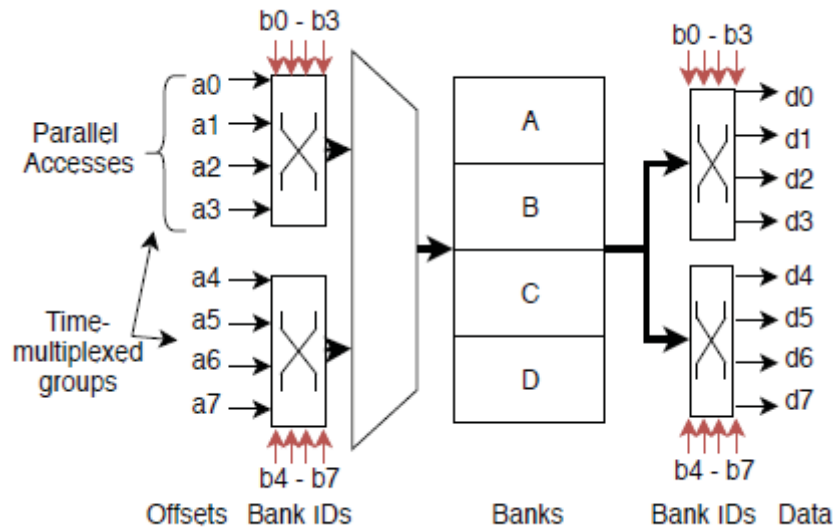 b0 - b3
b0 - b3
a0
a1
a2
a3
Parallel
Accesses
A
B
C
D
d0
d1
d2
d3
Time-
multiplexed
groups
a4
a5
a6
a7
d4
d5
d6
d7
b4 - b7
b4 - b7
Offsets Bank IDs Banks Bank IDs Data